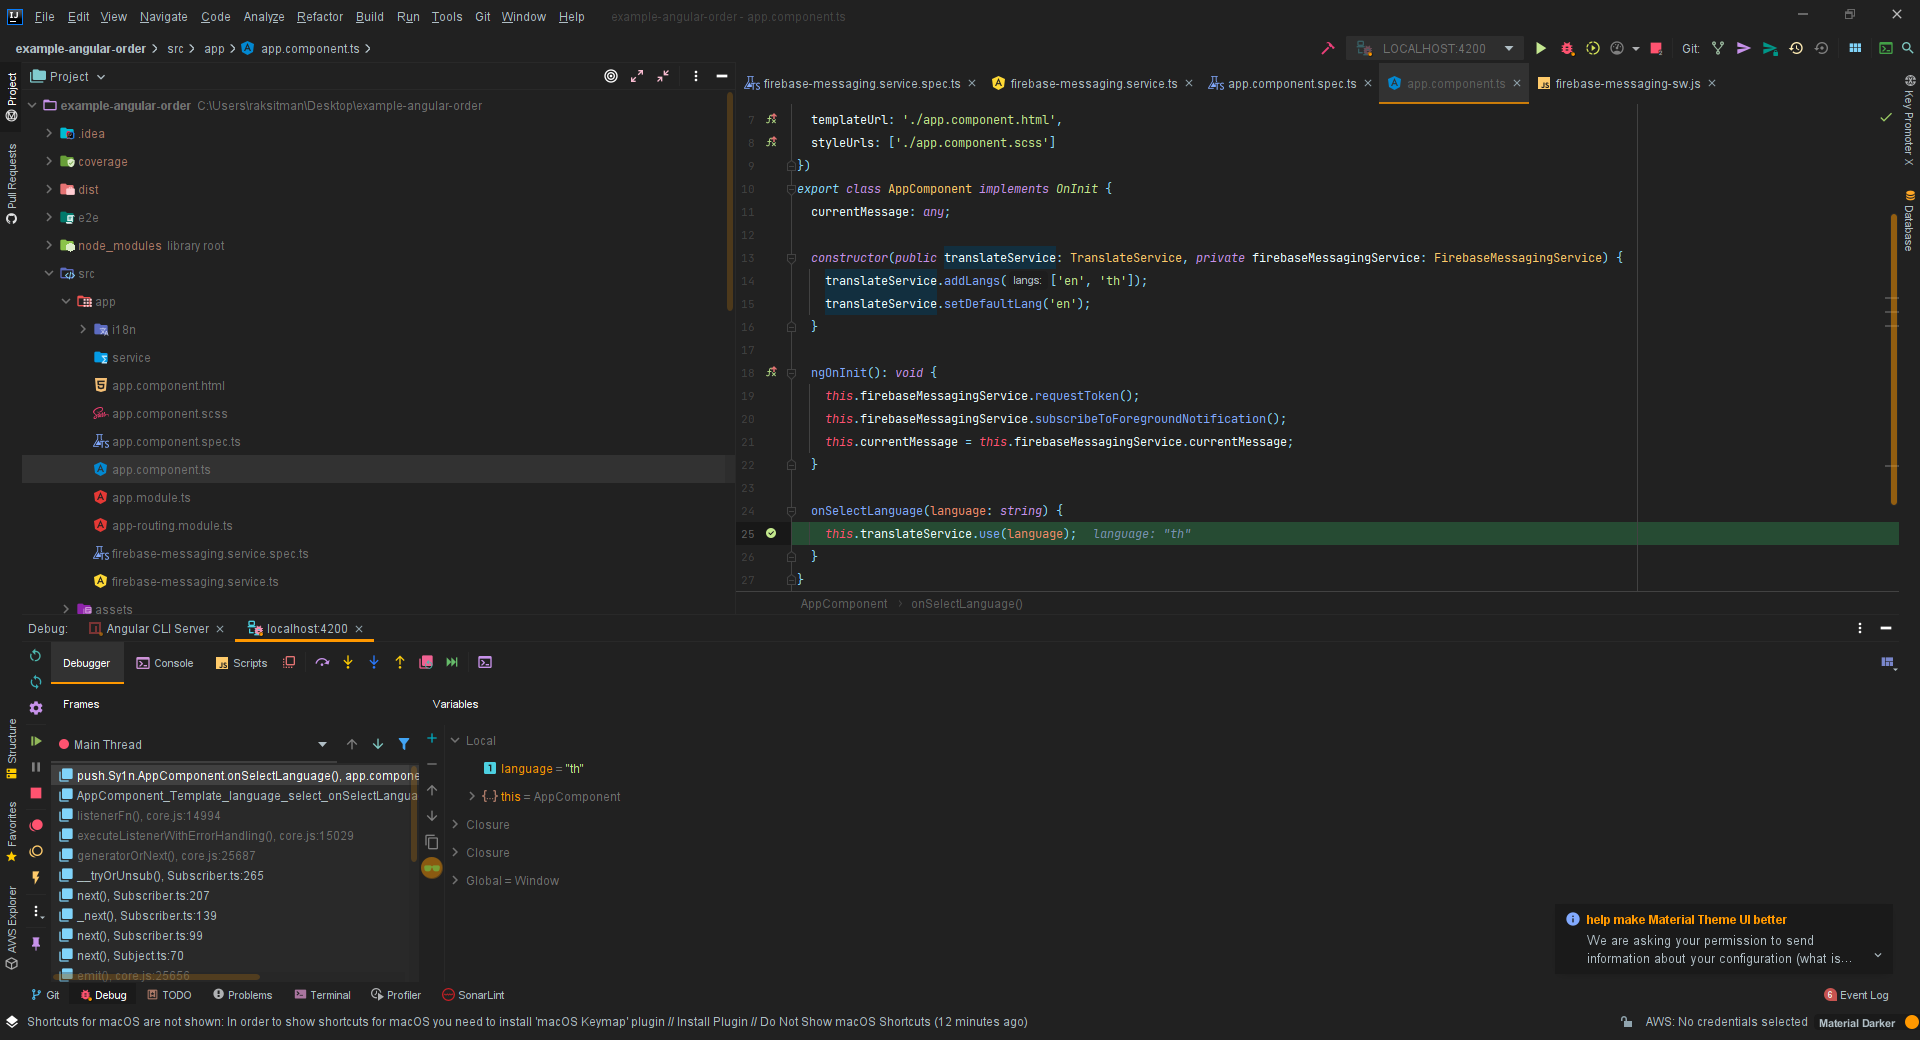 IJ File Edit View Navigate Code Analyze Refactor Build Run Tools Git Window Help example-angular-order - app.component.ts
example-angular-order > src > app > app.component.ts >
LOCALHOST:4200 Git:
Project
firebase-messaging.service.spec.ts firebase-messaging.service.ts app.component.spec.ts app.component.ts firebase-messaging-sw.js
Project
Pull Requests
Structure
Favorites
AWS Explorer
Key Promoter X
Database
example-angular-order C:\Users\raksitman\Desktop\example-angular-order
.idea
coverage
dist
e2e
node_modules library root
src
app
i18n
service
app.component.html
app.component.scss
app.component.spec.ts
app.component.ts
app.module.ts
app-routing.module.ts
firebase-messaging.service.spec.ts
firebase-messaging.service.ts
assets
7 templateUrl: './app.component.html',
8 styleUrls: ['./app.component.scss']
9 })
10 export class AppComponent implements OnInit {
11 currentMessage: any;
12
13 constructor(public translateService: TranslateService, private firebaseMessagingService: FirebaseMessagingService) {
14 translateService.addLangs( langs: ['en', 'th']);
15 translateService.setDefaultLang('en');
16 }
17
18 ngOnInit(): void {
19 this.firebaseMessagingService.requestToken();
20 this.firebaseMessagingService.subscribeToForegroundNotification();
21 this.currentMessage = this.firebaseMessagingService.currentMessage;
22 }
23
24 onSelectLanguage(language: string) {
25 this.translateService.use(language); language: "th"
26 }
27 }
AppComponent > onSelectLanguage()
Debug: Angular CLI Server localhost:4200
Debugger Console Scripts
Frames
Main Thread
push.Sy1n.AppComponent.onSelectLanguage(), app.compone
AppComponent_Template_language_select_onSelectLangua
listenerFn(), core.js:14994
executeListenerWithErrorHandling(), core.js:15029
generatorOrNext(), core.js:25687
__tryOrUnsub(), Subscriber.ts:265
next(), Subscriber.ts:207
_next(), Subscriber.ts:139
next(), Subscriber.ts:99
next(), Subject.ts:70
emit(), core.js:25656
Variables
Local
language = "th"
{..} this = AppComponent
Closure
Closure
Global = Window
help make Material Theme UI better
We are asking your permission to send
information about your configuration (what is...
Git Debug TODO Problems Terminal Profiler SonarLint 6 Event Log
Shortcuts for macOS are not shown: In order to show shortcuts for macOS you need to install 'macOS Keymap' plugin // Install Plugin // Do Not Show macOS Shortcuts (12 minutes ago) AWS: No credentials selected Material Darker